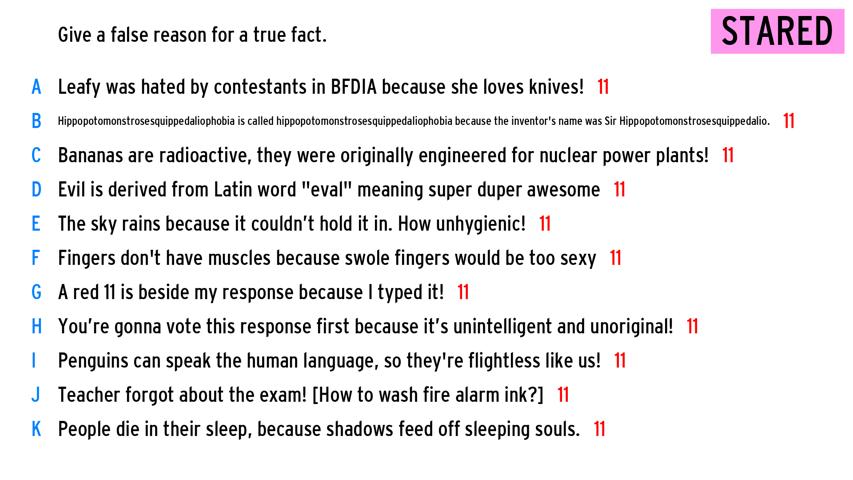 Give a false reason for a true fact.
STARED
A Leafy was hated by contestants in BFDIA because she loves knives! 11
B Hippopotomonstrosesquippedaliophobia is called hippopotomonstrosesquippedaliophobia because the inventor's name was Sir Hippopotomonstrosesquippedalio. 11
C Bananas are radioactive, they were originally engineered for nuclear power plants! 11
D Evil is derived from Latin word "eval" meaning super duper awesome 11
E The sky rains because it couldn't hold it in. How unhygienic! 11
F Fingers don't have muscles because swole fingers would be too sexy 11
G A red 11 is beside my response because I typed it! 11
H You're gonna vote this response first because it's unintelligent and unoriginal! 11
I Penguins can speak the human language, so they're flightless like us! 11
J Teacher forgot about the exam! [How to wash fire alarm ink?] 11
K People die in their sleep, because shadows feed off sleeping souls. 11